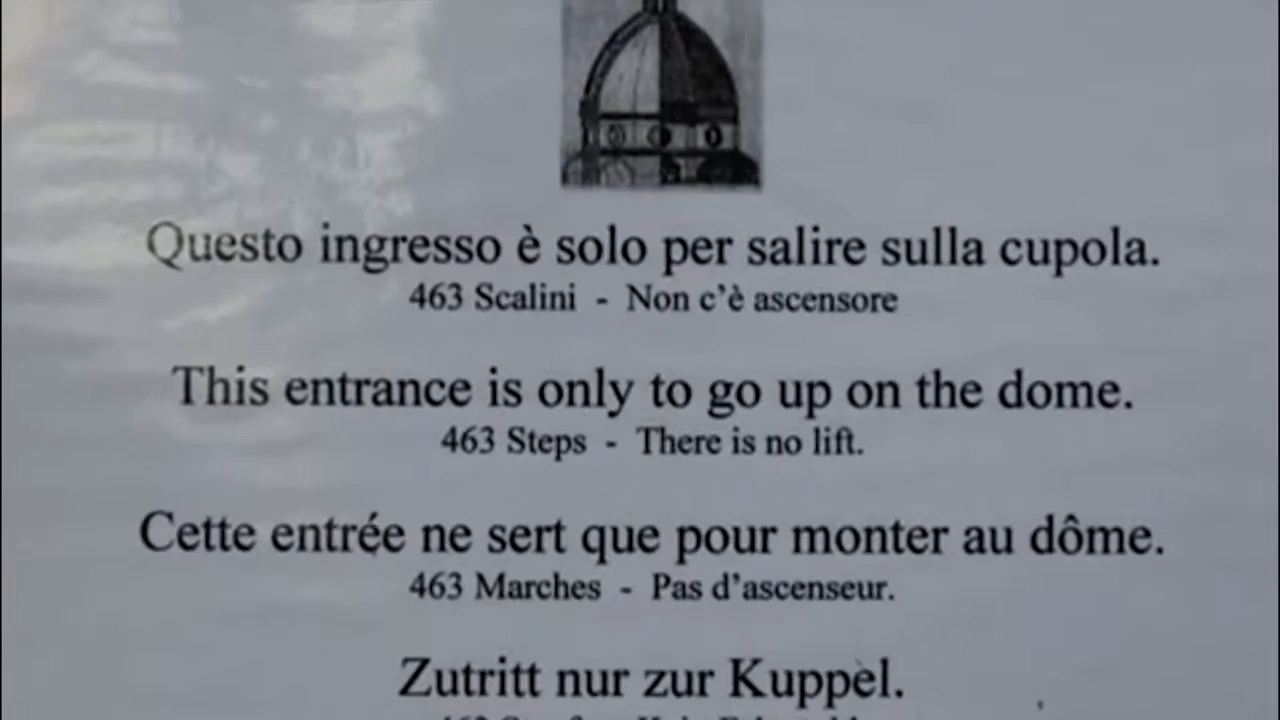 Questo ingresso è solo per salire sulla cupola.
463 Scalini - Non c'è ascensore
This entrance is only to go up on the dome.
463 Steps - There is no lift.
Cette entrée ne sert que pour monter au dôme.
463 Marches - Pas d'ascenseur.
Zutritt nur zur Kuppel.